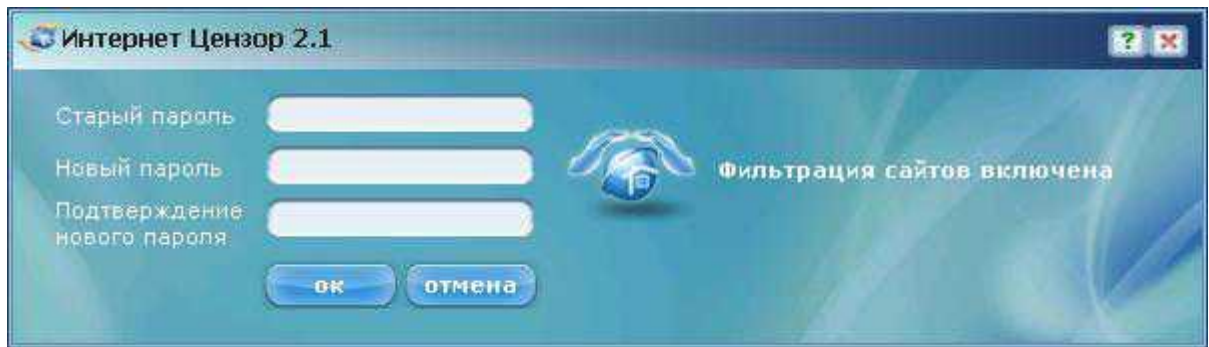 Интернет Цензор 2.1
?
Старый пароль
Новый пароль
Подтверждение
нового пароля
Фильтрация сайтов включена
ок
отмена